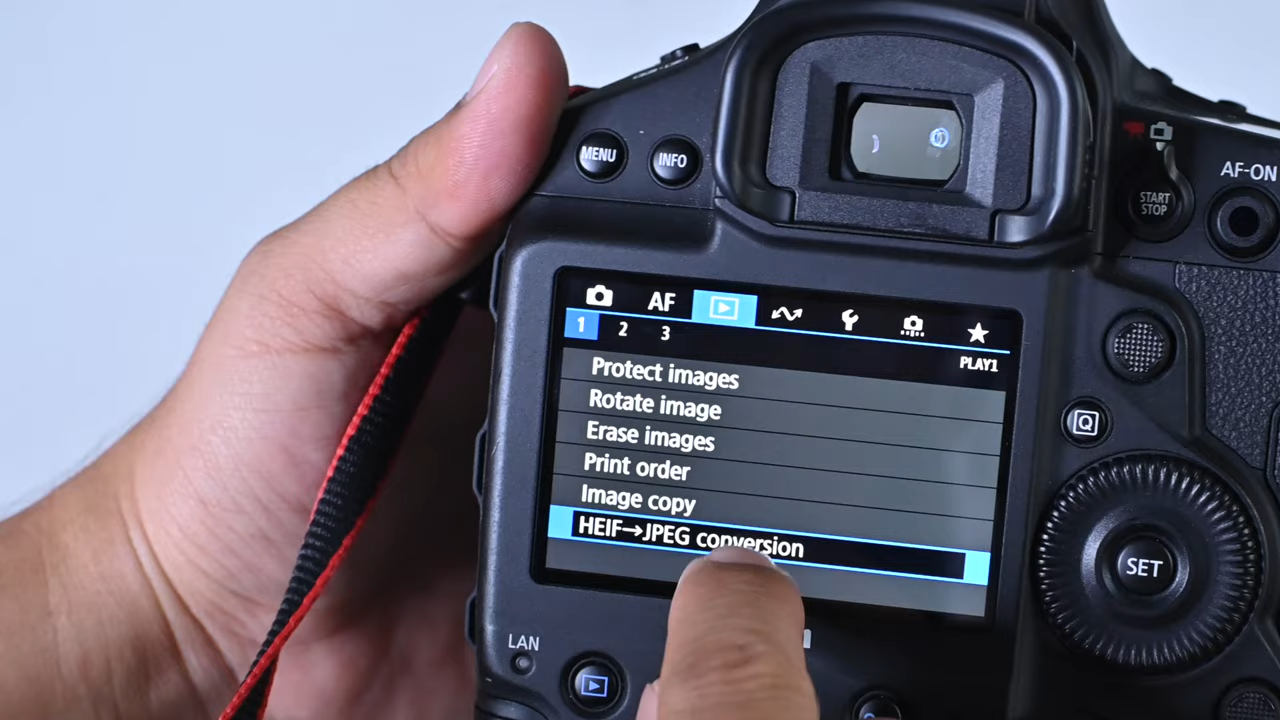 MENU
INFO
START
STOP
AF-ON
AF
1 2 3
PLAY1
Protect images
Rotate image
Erase images
Print order
Image copy
HEIF→JPEG conversion
Q
SET
LAN